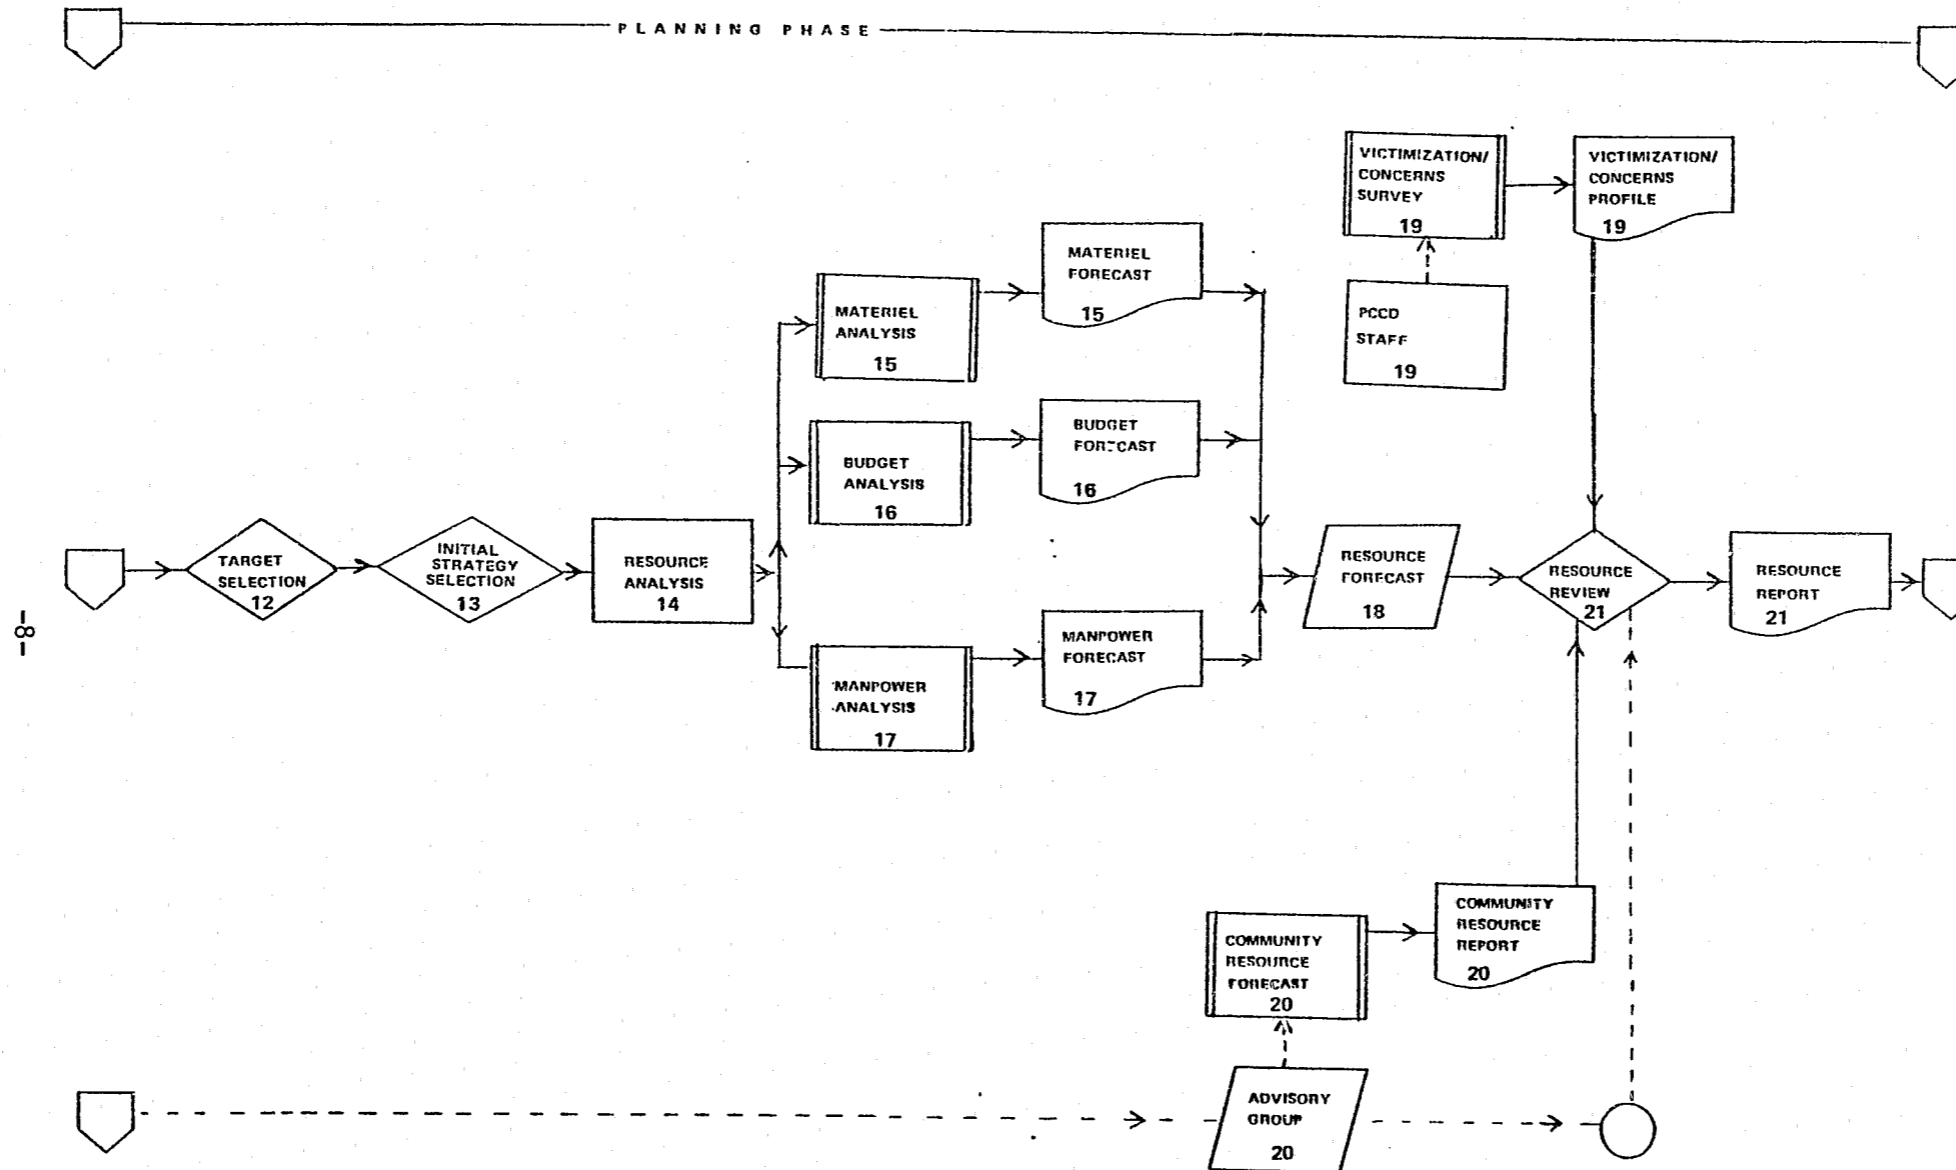 PLANNING PHASE
VICTIMIZATION/
CONCERNS
SURVEY
19
VICTIMIZATION/
CONCERNS
PROFILE
19
PCCD
STAFF
19
MATERIEL
ANALYSIS
15
MATERIEL
FORECAST
15
BUDGET
ANALYSIS
16
BUDGET
FORECAST
16
TARGET
SELECTION
12
INITIAL
STRATEGY
SELECTION
13
RESOURCE
ANALYSIS
14
MANPOWER
ANALYSIS
17
MANPOWER
FORECAST
17
RESOURCE
FORECAST
18
RESOURCE
REVIEW
21
RESOURCE
REPORT
21
-8-
COMMUNITY
RESOURCE
FORECAST
20
COMMUNITY
RESOURCE
REPORT
20
ADVISORY
GROUP
20